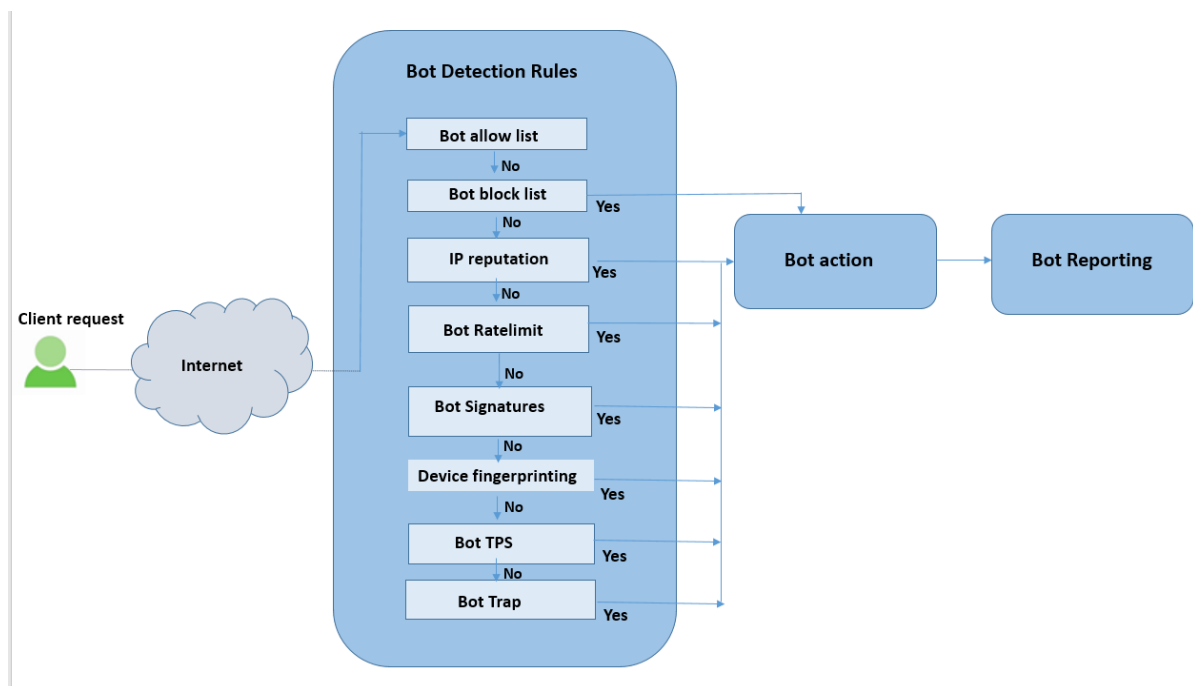 Bot Detection Rules
Bot allow list
No
Bot block list
Yes
No
IP reputation
Yes
No
Bot Ratelimit
Yes
No
Bot Signatures
Yes
No
Device fingerprinting
Yes
No
Bot TPS
Yes
No
Bot Trap
Yes
Client request
Internet
Bot action
Bot Reporting